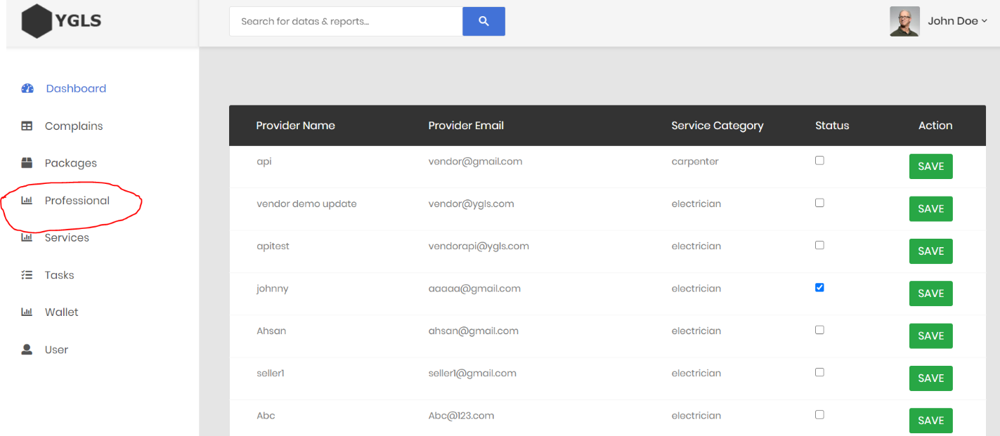 YGLS
Search for datas & reports...
John Doe
Dashboard
Complains
Packages
Professional
Services
Tasks
Wallet
User
Provider Name Provider Email Service Category Status Action
api vendor@gmail.com carpenter SAVE
vendor demo update vendor@ygls.com electrician SAVE
apitest vendorapi@ygls.com electrician SAVE
johnny aaaaa@gmail.com electrician SAVE
Ahsan ahsan@gmail.com electrician SAVE
seller1 seller1@gmail.com electrician SAVE
Abc Abc@123.com electrician SAVE